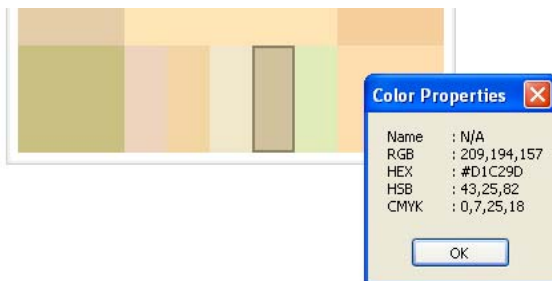 Color Properties
Name : N/A
RGB : 209,194,157
HEX : #D1C29D
HSB : 43,25,82
CMYK : 0,7,25,18
OK